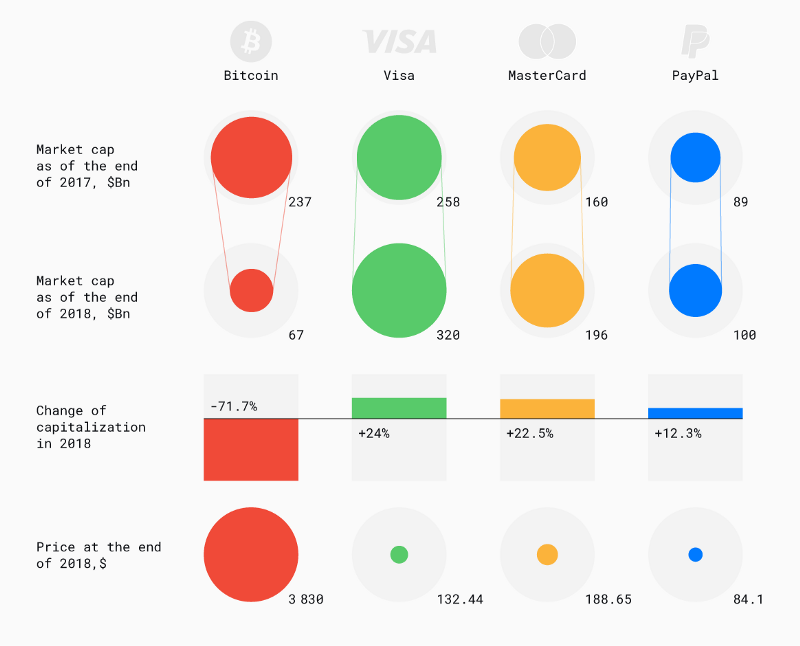 VISA
Bitcoin Visa MasterCard PayPal
Market cap
as of the end
of 2017, $Bn
237 258 160 89
Market cap
as of the end
of 2018, $Bn
67 320 196 100
Change of
capitalization
in 2018
-71.7%
+24% +22.5% +12.3%
Price at the end
of 2018,$
3 830 132.44 188.65 84.1